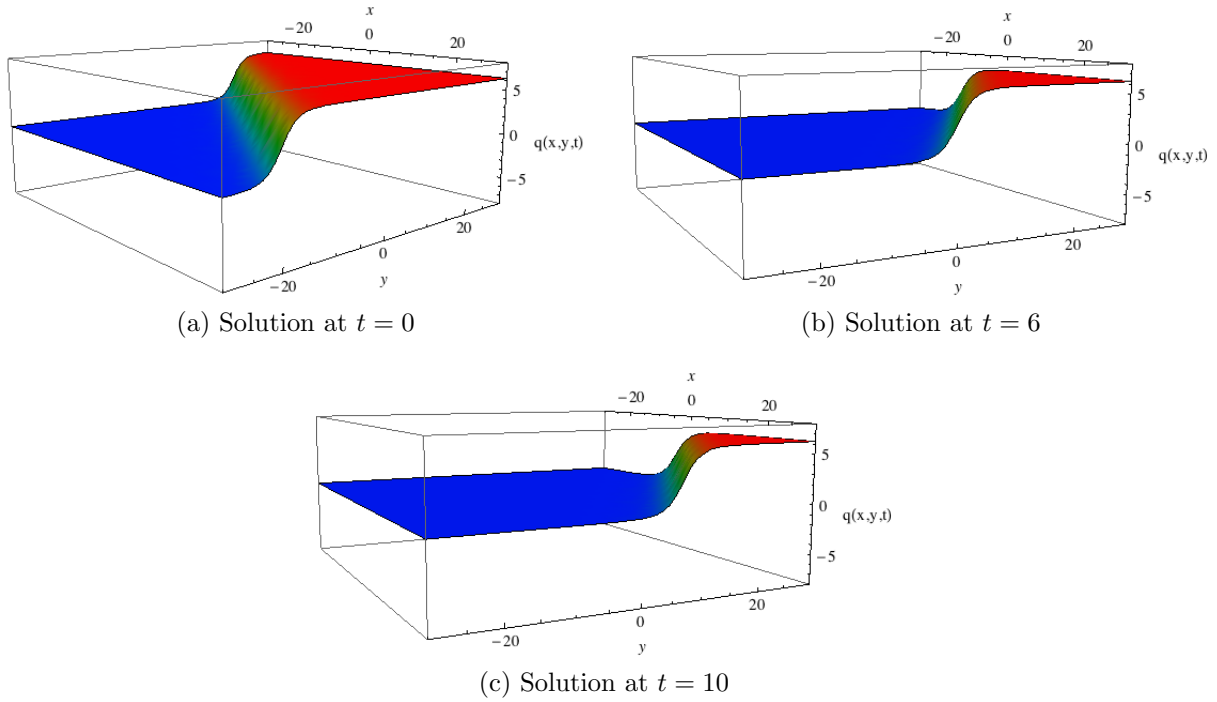 x
−20 0 20
5
0
−5
q(x,y,t)
−20 0 20
y
(a) Solution at t = 0
x
−20 0 20
5
0
−5
q(x,y,t)
−20 0 20
y
(b) Solution at t = 6
x
−20 0 20
5
0
−5
q(x,y,t)
−20 0 20
y
(c) Solution at t = 10